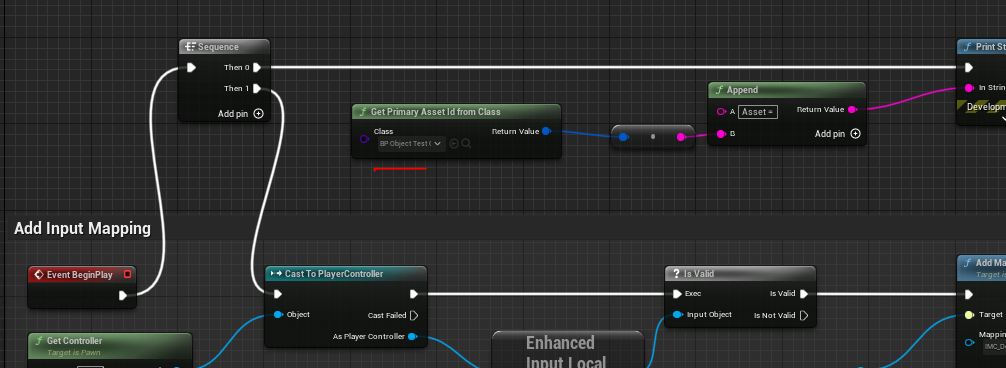 Sequence
Then 0
Then 1
Add pin
Get Primary Asset Id from Class
Class
BP Object Test
Return Value
Append
A
Asset =
Return Value
B
Add pin
Print St
In Strin
Developm
Add Input Mapping
Event BeginPlay
Cast To PlayerController
Object
Cast Failed
As Player Controller
Is Valid
Exec
Is Valid
Input Object
Is Not Valid
Add Ma
Target is
Target
Mappin
IMC_D
Get Controller
Target is Pawn
Enhanced
Input Local